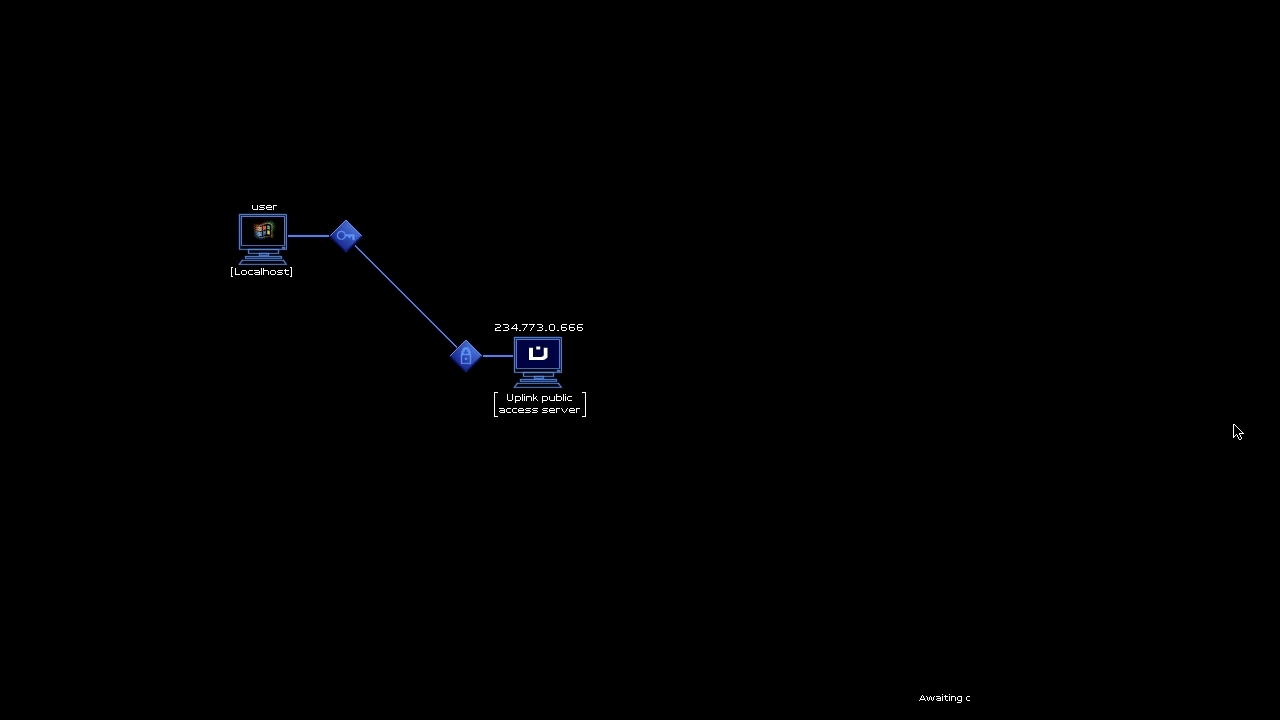 user
[Localhost]
234.773.0.666
Uplink public
access server
Awaiting c